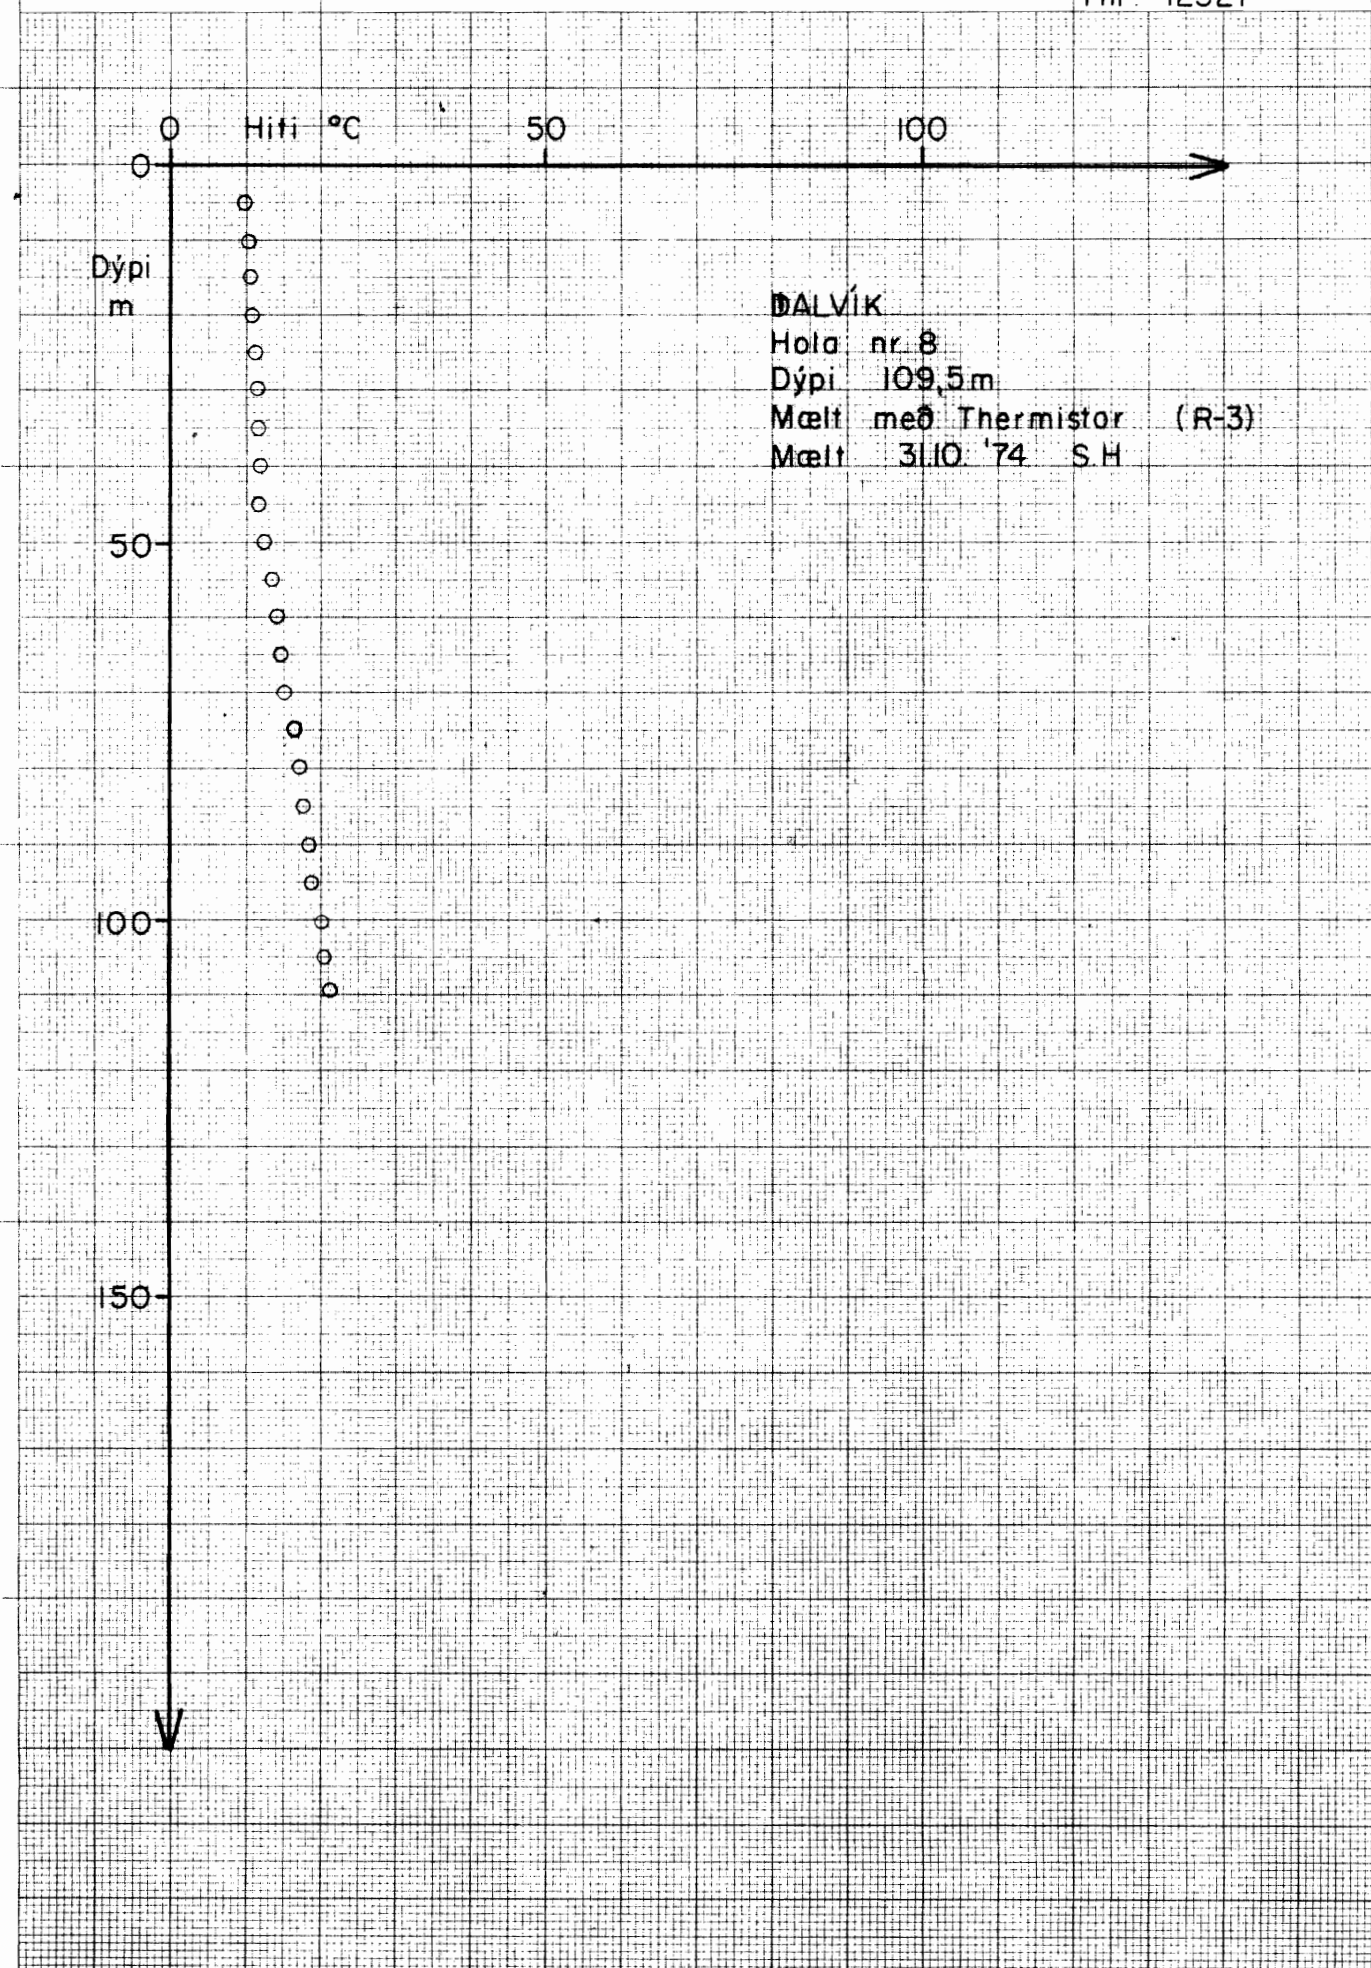 0 Hiti °C 50 100
0
Dýpi
m
DALVÍK
Hola nr. 8
Dýpi 109,5m
Mælt með Thermistor (R-3)
Mælt 31.10. '74 S.H
50
100
150